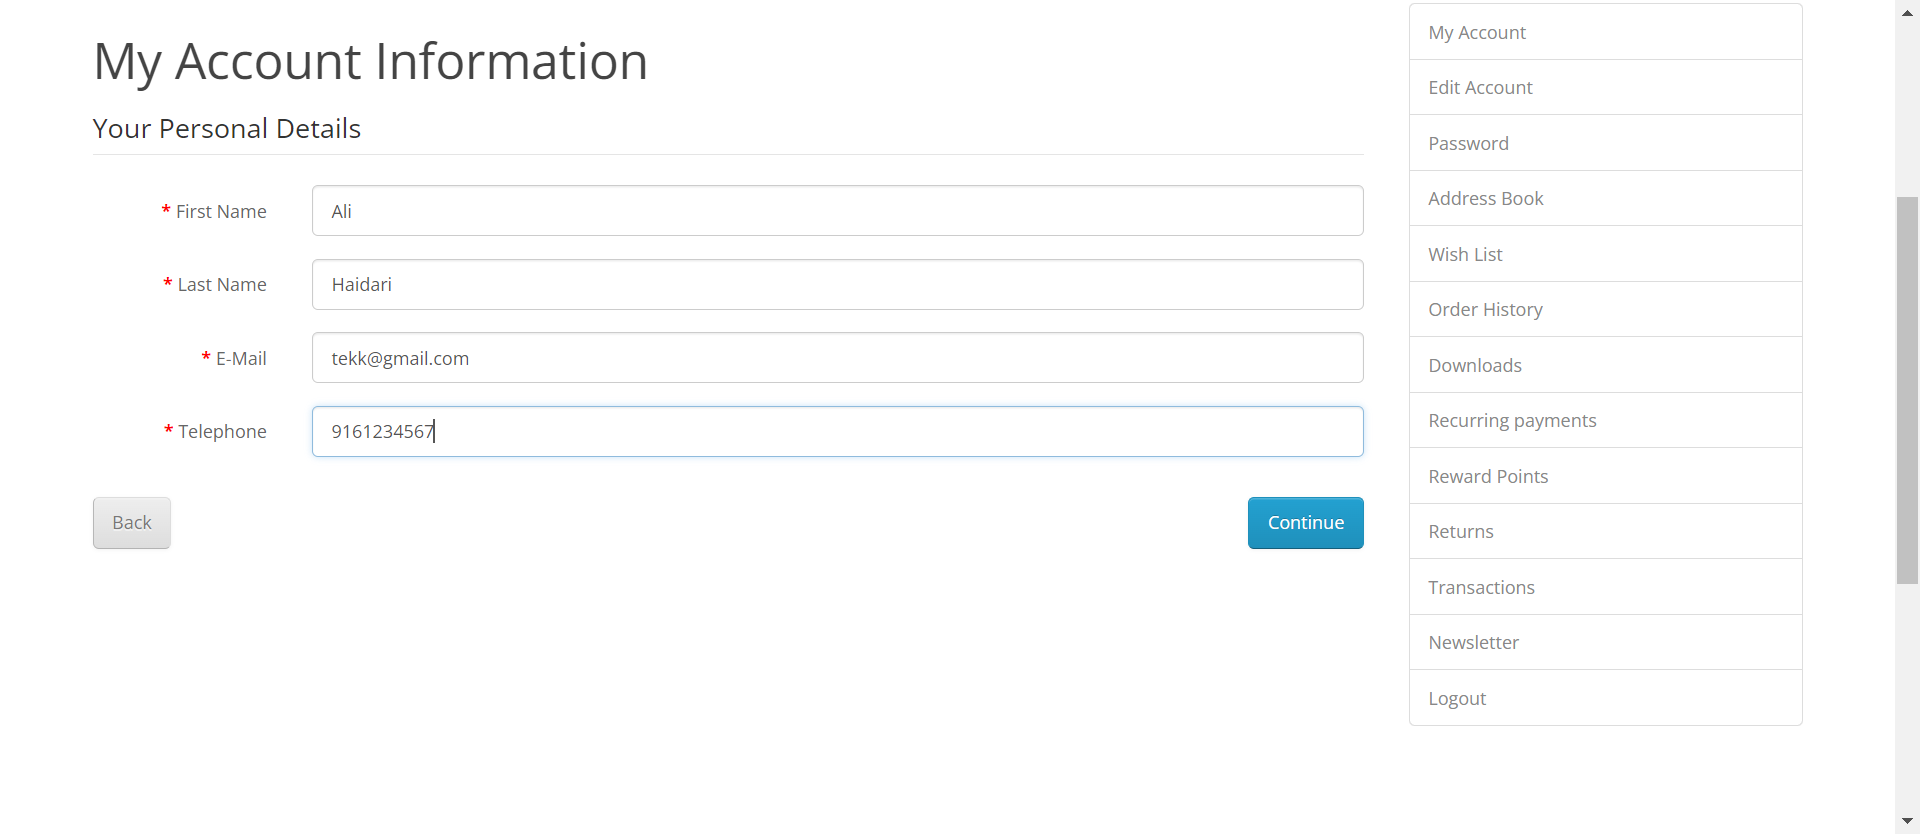 My Account Information
Your Personal Details
* First Name
Ali
* Last Name
Haidari
* E-Mail
tekk@gmail.com
* Telephone
9161234567
Back
Continue
My Account
Edit Account
Password
Address Book
Wish List
Order History
Downloads
Recurring payments
Reward Points
Returns
Transactions
Newsletter
Logout